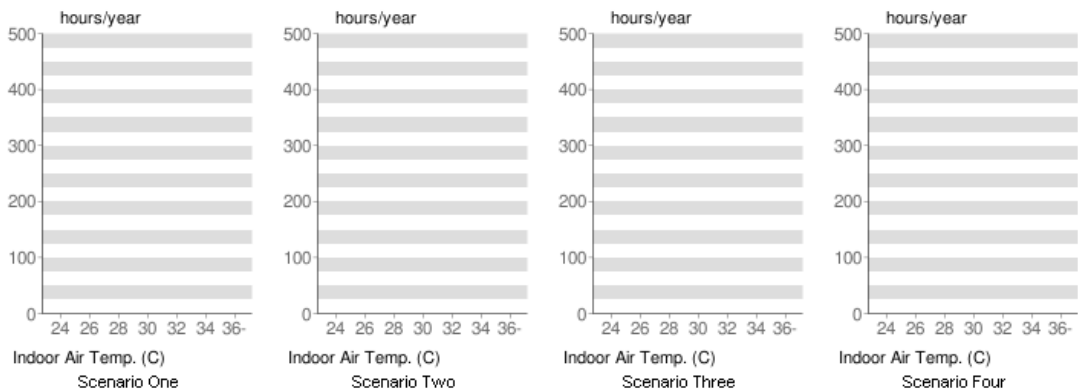 hours/year hours/year hours/year hours/year
500 500 500 500
400 400 400 400
300 300 300 300
200 200 200 200
100 100 100 100
0 0 0 0
24 26 28 30 32 34 36- 24 26 28 30 32 34 36- 24 26 28 30 32 34 36- 24 26 28 30 32 34 36-
Indoor Air Temp. (C) Indoor Air Temp. (C) Indoor Air Temp. (C) Indoor Air Temp. (C)
Scenario One Scenario Two Scenario Three Scenario Four